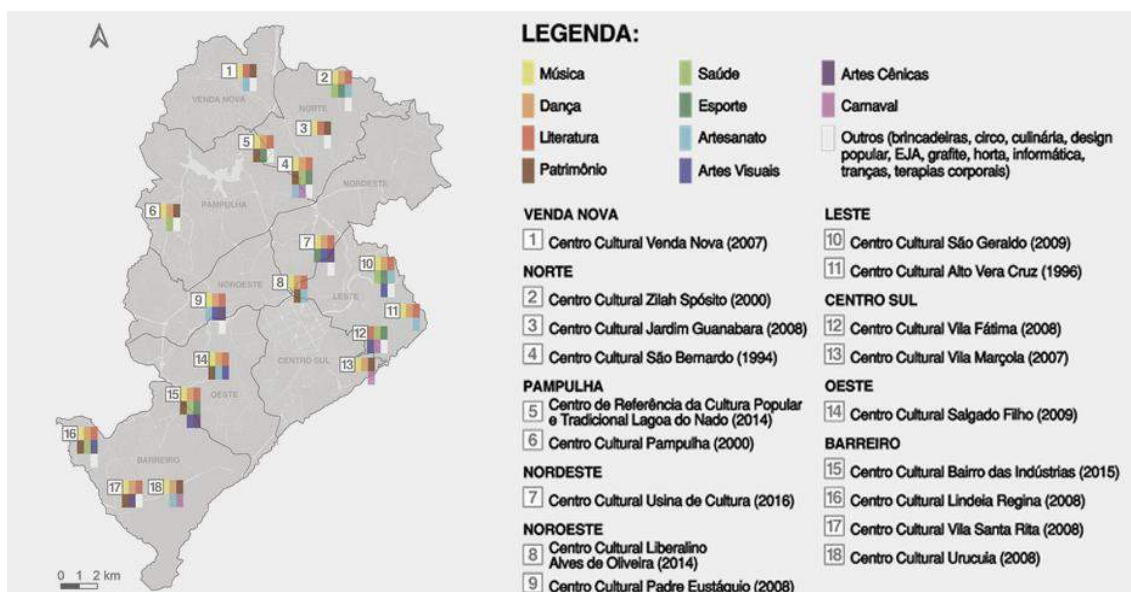 LEGENDA:
Música
Dança
Literatura
Patrimônio
Saúde
Esporte
Artesanato
Artes Visuais
Artes Cênicas
Carnaval
Outros (brincadeiras, circo, culinária, design
popular, EJA, grafite, horta, informática,
tranças, terapias corporais)
VENDA NOVA
1 Centro Cultural Venda Nova (2007)
NORTE
2 Centro Cultural Zilah Spósito (2000)
3 Centro Cultural Jardim Guanabara (2008)
4 Centro Cultural São Bernardo (1994)
PAMPULHA
5 Centro de Referência da Cultura Popular
e Tradicional Lagoa do Nado (2014)
6 Centro Cultural Pampulha (2000)
NORDESTE
7 Centro Cultural Usina de Cultura (2016)
NOROESTE
8 Centro Cultural Liberalino
Alves de Oliveira (2014)
9 Centro Cultural Padre Eustáquio (2008)
LESTE
10 Centro Cultural São Geraldo (2009)
11 Centro Cultural Alto Vera Cruz (1996)
CENTRO SUL
12 Centro Cultural Vila Fátima (2008)
13 Centro Cultural Vila Marçola (2007)
OESTE
14 Centro Cultural Salgado Filho (2009)
BARREIRO
15 Centro Cultural Bairro das Indústrias (2015)
16 Centro Cultural Lindeia Regina (2008)
17 Centro Cultural Vila Santa Rita (2008)
18 Centro Cultural Urucuia (2008)
1
2
VENDA NOVA
NORTE
3
5
4
NORDESTE
PAMPULHA
6
7
10
8
NOROESTE
LESTE
9
11
12
14
CENTRO SUL
13
OESTE
15
16
BARREIRO
17
18
0 1 2 km